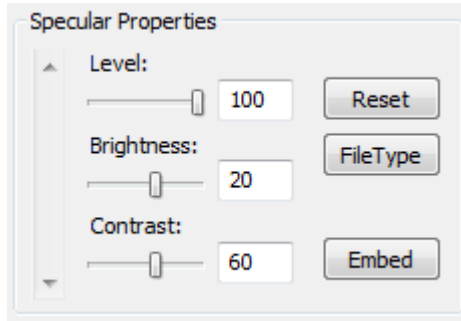 Specular Properties
Level:
100
Reset
Brightness:
FileType
20
Contrast:
60
Embed